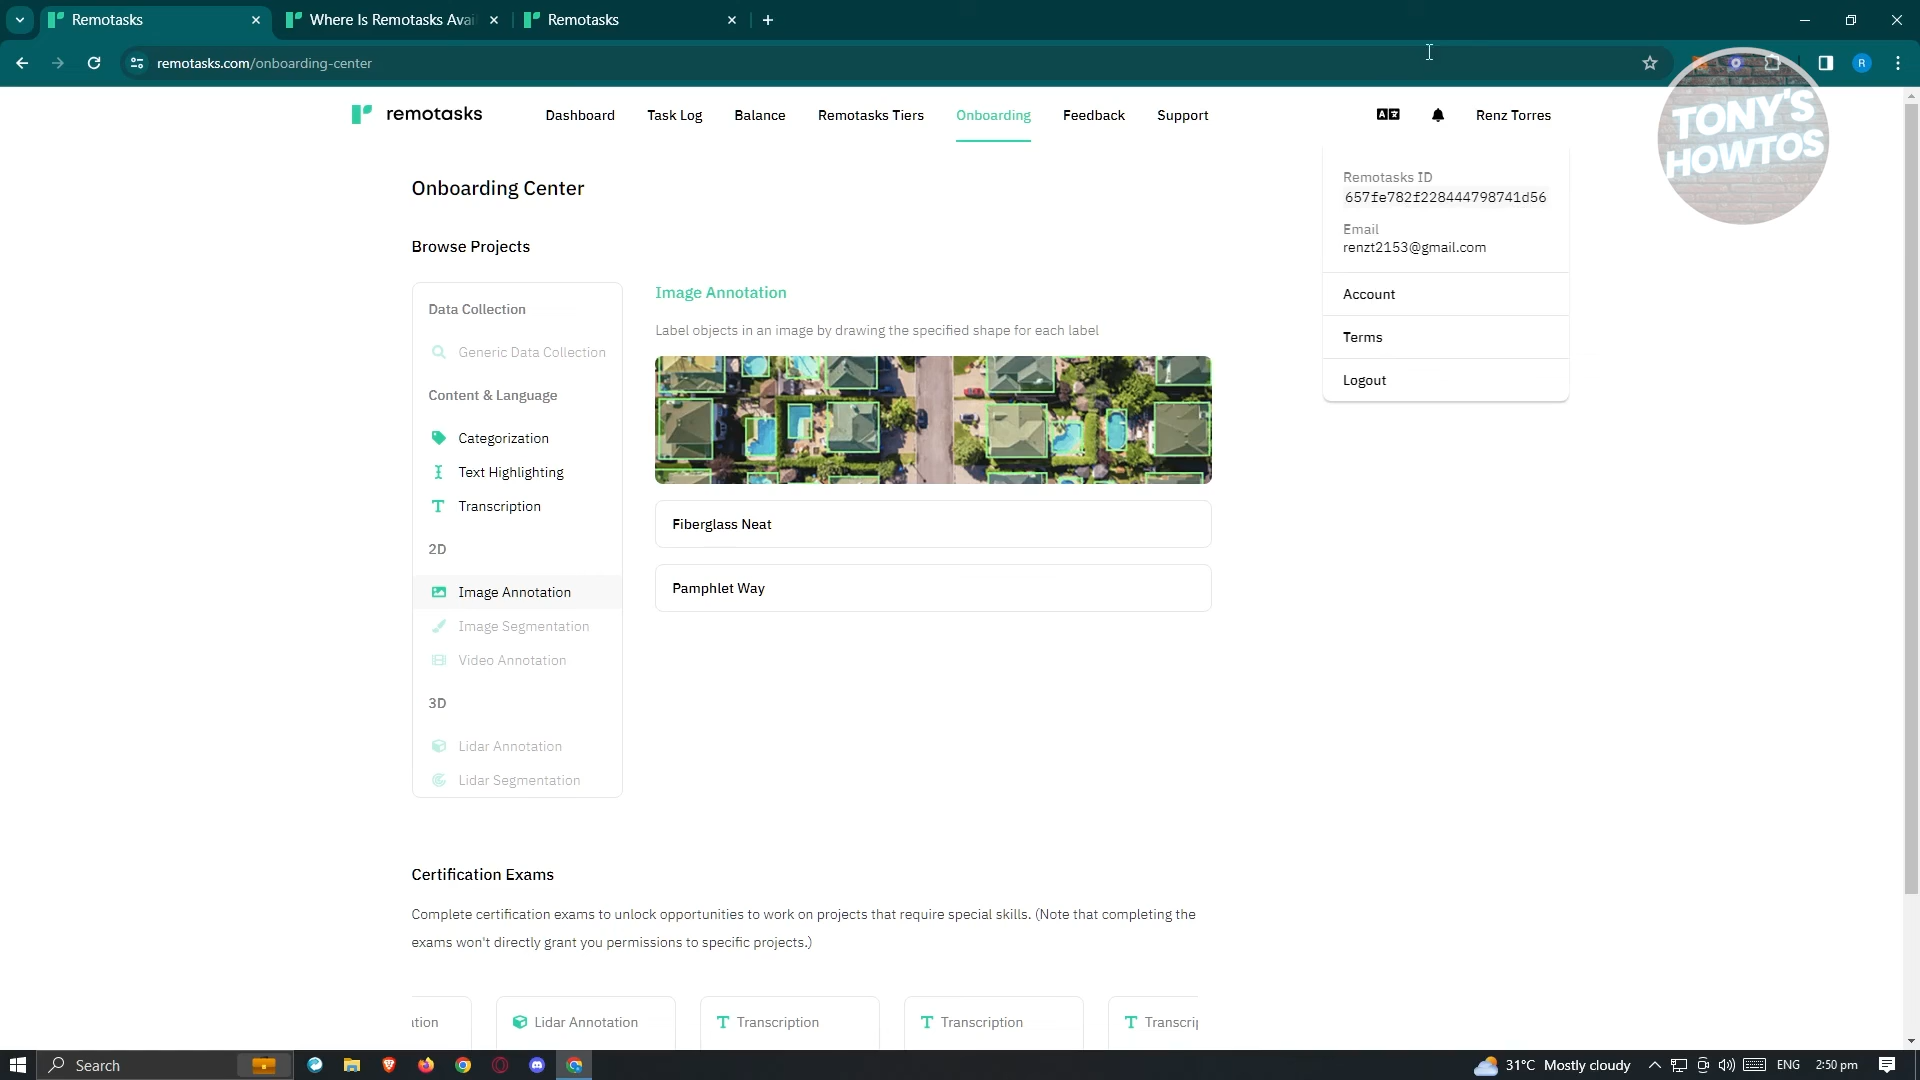 Remotasks
Where Is Remotasks Avai
Remotasks
remotasks.com/onboarding-center
R
remotasks
Dashboard
Task Log
Balance
Remotasks Tiers
Onboarding
Feedback
Support
Renz Torres
TONY'S
HOWTOS
Onboarding Center
Remotasks ID
657fe782f228444798741d56
Email
renzt2153@gmail.com
Account
Terms
Logout
Browse Projects
Data Collection
Generic Data Collection
Content & Language
Categorization
Text Highlighting
Transcription
2D
Image Annotation
Image Segmentation
Video Annotation
3D
Lidar Annotation
Lidar Segmentation
Image Annotation
Label objects in an image by drawing the specified shape for each label
Fiberglass Neat
Pamphlet Way
Certification Exams
Complete certification exams to unlock opportunities to work on projects that require special skills. (Note that completing the
exams won't directly grant you permissions to specific projects.)
Lidar Annotation
Transcription
Transcription
Transcrip
Search
31°C Mostly cloudy
ENG
2:50 pm